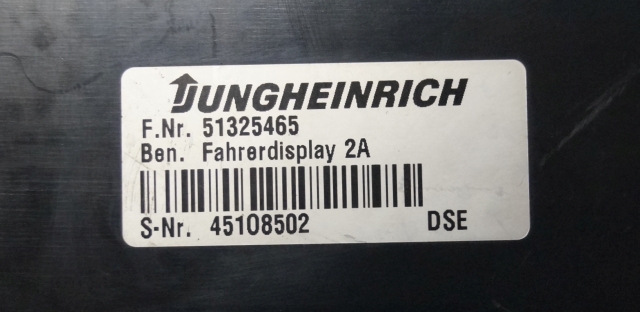 JUNGHEINRICH
F.Nr. 51325465
Ben. Fahrerdisplay 2A
S-Nr. 45108502 DSE